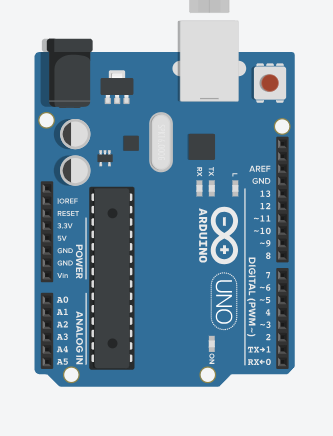 RX
TX
L
ARDUINO
UNO
ON
IOREF
RESET
3.3V
5V
GND
GND
Vin
POWER
A0
A1
A2
A3
A4
A5
ANALOG IN
AREF
GND
13
12
~11
~10
~9
8
7
~6
~5
4
~3
2
TX→1
RX←0
DIGITAL (PWM~)